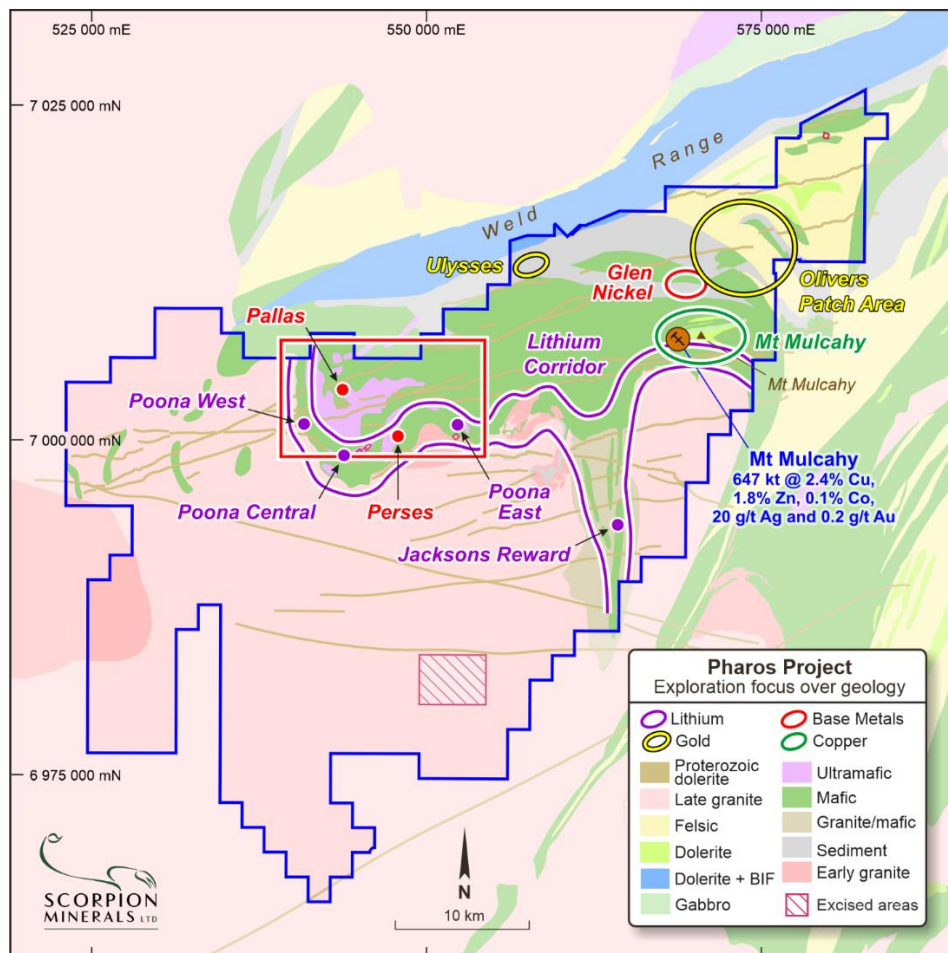 525 000 mE
550 000 mE
575 000 mE
7 025 000 mN
Weld Range
Ulysses
Glen
Nickel
Olivers
Patch Area
Pallas
Lithium
Corridor
Mt Mulcahy
Mt Mulcahy
Poona West
7 000 000 mN
Mt Mulcahy
647 kt @ 2.4% Cu,
1.8% Zn, 0.1% Co,
20 g/t Ag and 0.2 g/t Au
Poona Central
Perses
Poona
East
Jacksons Reward
6 975 000 mN
Pharos Project
Exploration focus over geology
Lithium
Base Metals
Gold
Copper
Proterozoic
dolerite
Ultramafic
Late granite
Mafic
Felsic
Granite/mafic
Dolerite
Sediment
Dolerite + BIF
Early granite
Gabbro
Excised areas
N
10 km
SCORPION
MINERALS LTD